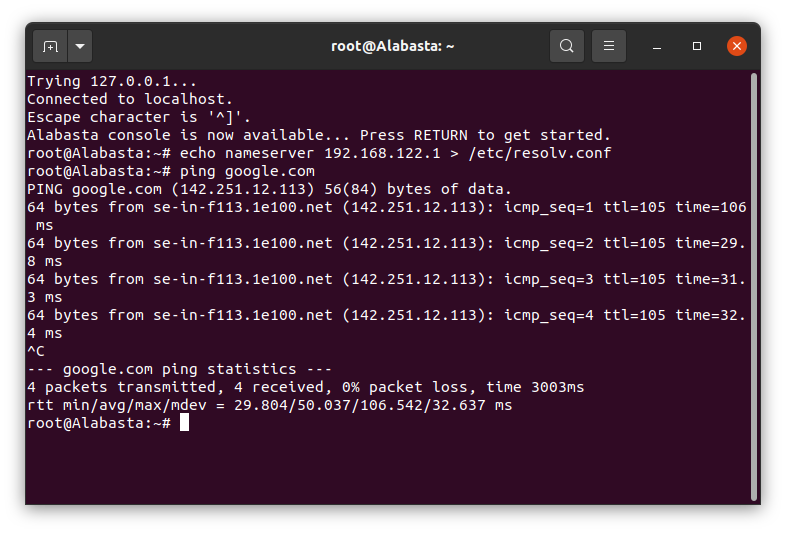 root@Alabasta: ~
Trying 127.0.0.1...
Connected to localhost.
Escape character is '^]'.
Alabasta console is now available... Press RETURN to get started.
root@Alabasta:~# echo nameserver 192.168.122.1 > /etc/resolv.conf
root@Alabasta:~# ping google.com
PING google.com (142.251.12.113) 56(84) bytes of data.
64 bytes from se-in-f113.1e100.net (142.251.12.113): icmp_seq=1 ttl=105 time=106
 ms
64 bytes from se-in-f113.1e100.net (142.251.12.113): icmp_seq=2 ttl=105 time=29.
8 ms
64 bytes from se-in-f113.1e100.net (142.251.12.113): icmp_seq=3 ttl=105 time=31.
3 ms
64 bytes from se-in-f113.1e100.net (142.251.12.113): icmp_seq=4 ttl=105 time=32.
4 ms
^C
--- google.com ping statistics ---
4 packets transmitted, 4 received, 0% packet loss, time 3003ms
rtt min/avg/max/mdev = 29.804/50.037/106.542/32.637 ms
root@Alabasta:~#